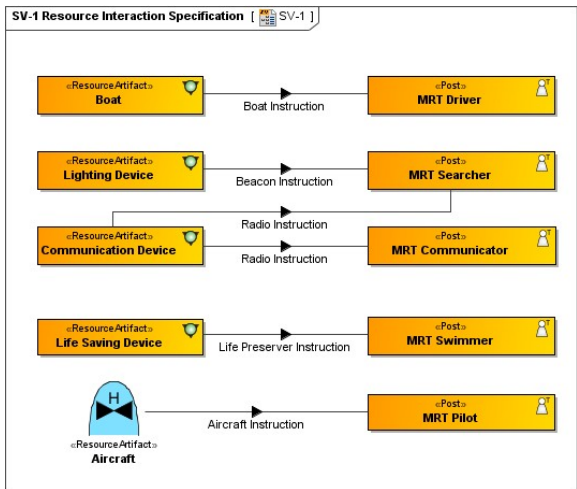 SV-1 Resource Interaction Specification [ SV-1 ]
«ResourceArtifact»
Boat
Boat Instruction
«Post»
MRT Driver
«ResourceArtifact»
Lighting Device
Beacon Instruction
«Post»
MRT Searcher
Radio Instruction
«ResourceArtifact»
Communication Device
Radio Instruction
«Post»
MRT Communicator
«ResourceArtifact»
Life Saving Device
Life Preserver Instruction
«Post»
MRT Swimmer
H
«ResourceArtifact»
Aircraft
Aircraft Instruction
«Post»
MRT Pilot